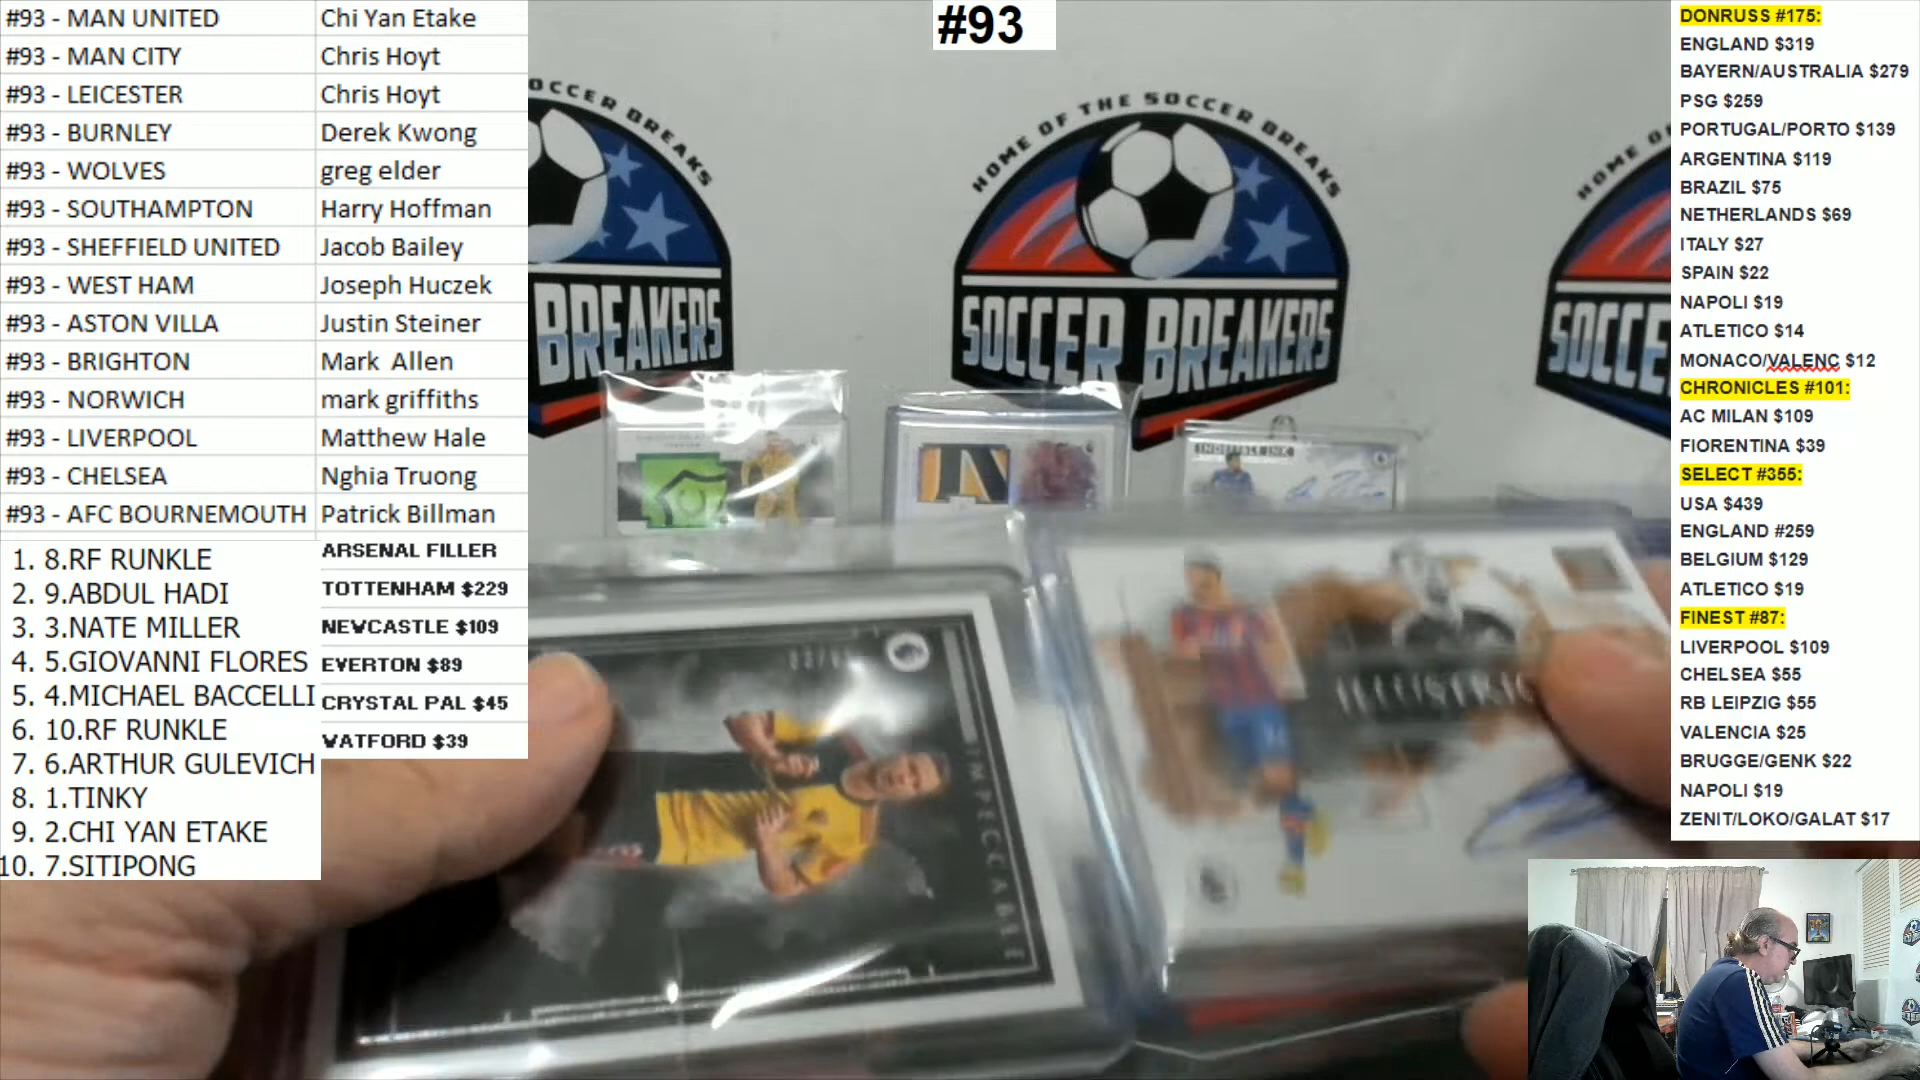 #93 - MAN UNITED Chi Yan Etake
#93 - MAN CITY Chris Hoyt
#93 - LEICESTER Chris Hoyt
#93 - BURNLEY Derek Kwong
#93 - WOLVES greg elder
#93 - SOUTHAMPTON Harry Hoffman
#93 - SHEFFIELD UNITED Jacob Bailey
#93 - WEST HAM Joseph Huczek
#93 - ASTON VILLA Justin Steiner
#93 - BRIGHTON Mark Allen
#93 - NORWICH mark griffiths
#93 - LIVERPOOL Matthew Hale
#93 - CHELSEA Nghia Truong
#93 - AFC BOURNEMOUTH Patrick Billman
1. 8.RF RUNKLE
2. 9.ABDUL HADI
3. 3.NATE MILLER
4. 5.GIOVANNI FLORES
5. 4.MICHAEL BACCELLI
6. 10.RF RUNKLE
7. 6.ARTHUR GULEVICH
8. 1.TINKY
9. 2.CHI YAN ETAKE
10. 7.SITIPONG
ARSENAL FILLER
TOTTENHAM $229
NEWCASTLE $109
EVERTON $89
CRYSTAL PAL $45
WATFORD $39
#93
OCCER BREAKS
BREAKERS
HOME OF THE SOCCER BREAKS
SOCCER BREAKERS
HOME O
SOCCE
INDELIBLE INK
IMPECCABLE
DONRUSS #175:
ENGLAND $319
BAYERN/AUSTRALIA $279
PSG $259
PORTUGAL/PORTO $139
ARGENTINA $119
BRAZIL $75
NETHERLANDS $69
ITALY $27
SPAIN $22
NAPOLI $19
ATLETICO $14
MONACO/VALENC $12
CHRONICLES #101:
AC MILAN $109
FIORENTINA $39
SELECT #355:
USA $439
ENGLAND #259
BELGIUM $129
ATLETICO $19
FINEST #87:
LIVERPOOL $109
CHELSEA $55
RB LEIPZIG $55
VALENCIA $25
BRUGGE/GENK $22
NAPOLI $19
ZENIT/LOKO/GALAT $17